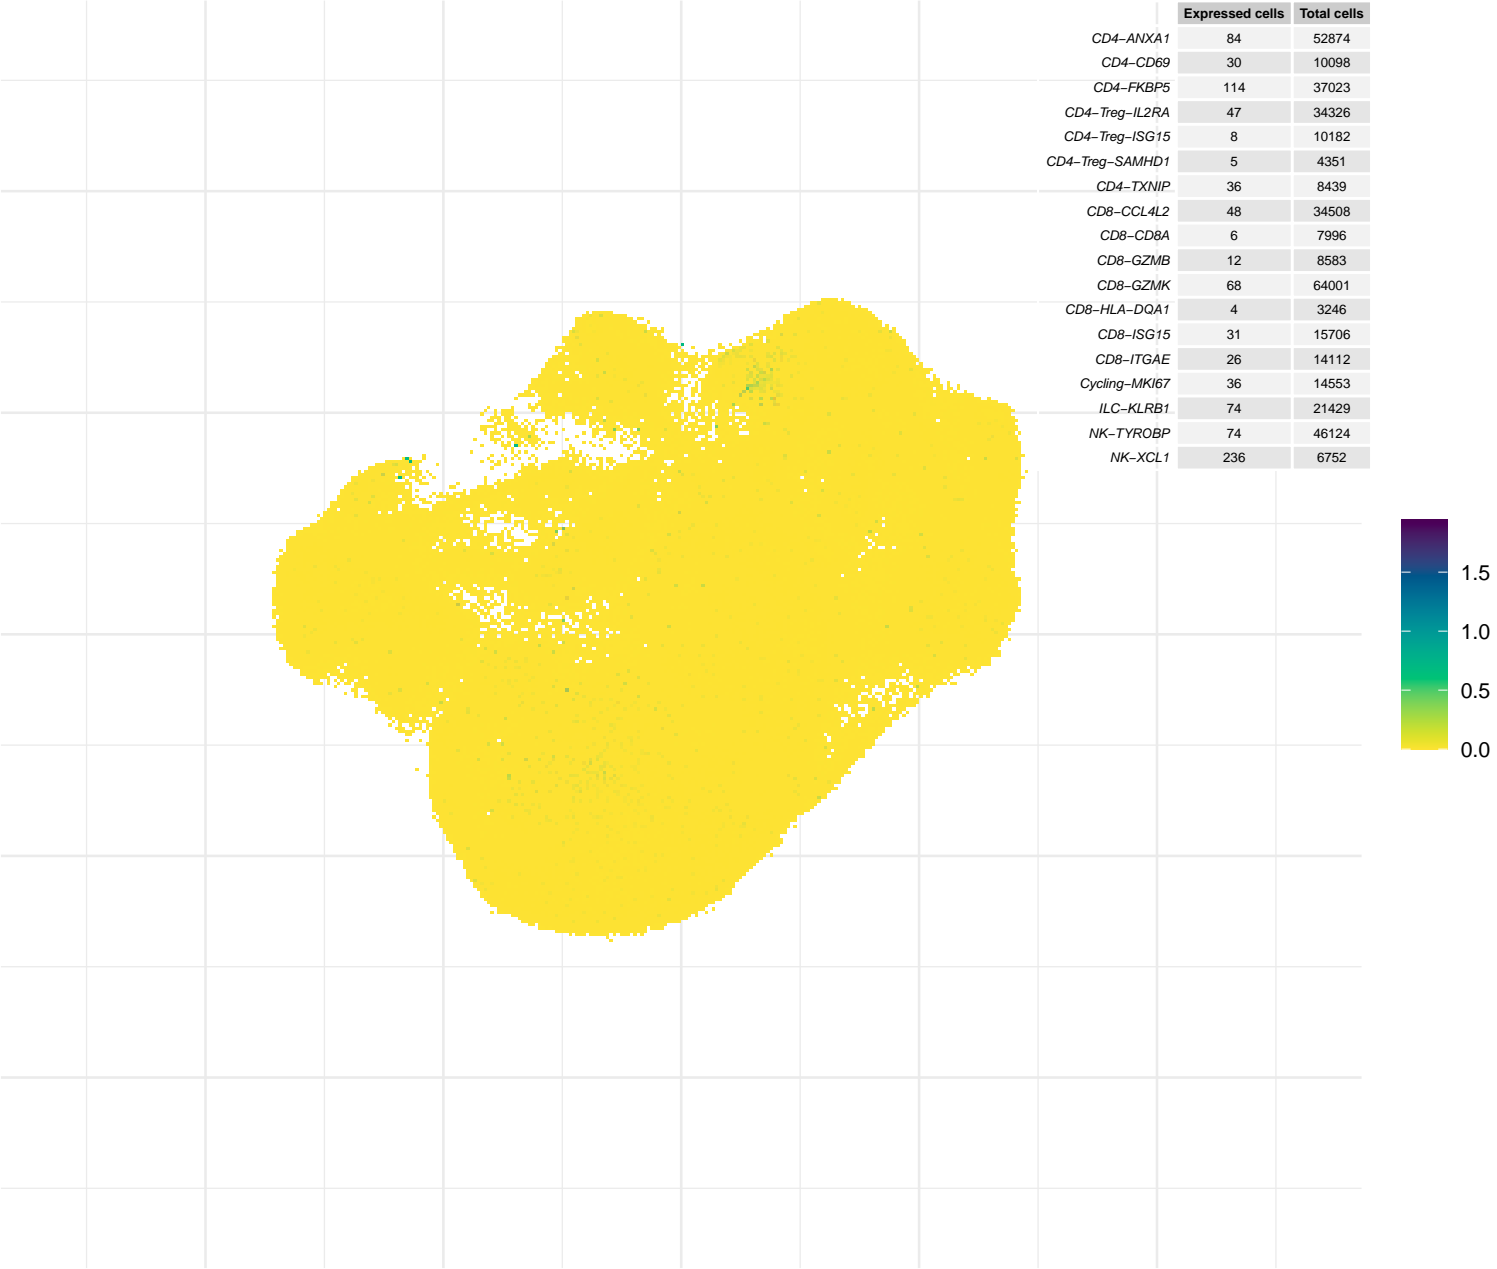 Expressed cells Total cells
CD4−ANXA1 84 52874
CD4−CD69 30 10098
CD4−FKBP5 114 37023
CD4−Treg−IL2RA 47 34326
CD4−Treg−ISG15 8 10182
CD4−Treg−SAMHD1 5 4351
CD4−TXNIP 36 8439
CD8−CCL4L2 48 34508
CD8−CD8A 6 7996
CD8−GZMB 12 8583
CD8−GZMK 68 64001
CD8−HLA−DQA1 4 3246
CD8−ISG15 31 15706
CD8−ITGAE 26 14112
Cycling−MKI67 36 14553
ILC−KLRB1 74 21429
NK−TYROBP 74 46124
NK−XCL1 236 6752
1.5
1.0
0.5
0.0